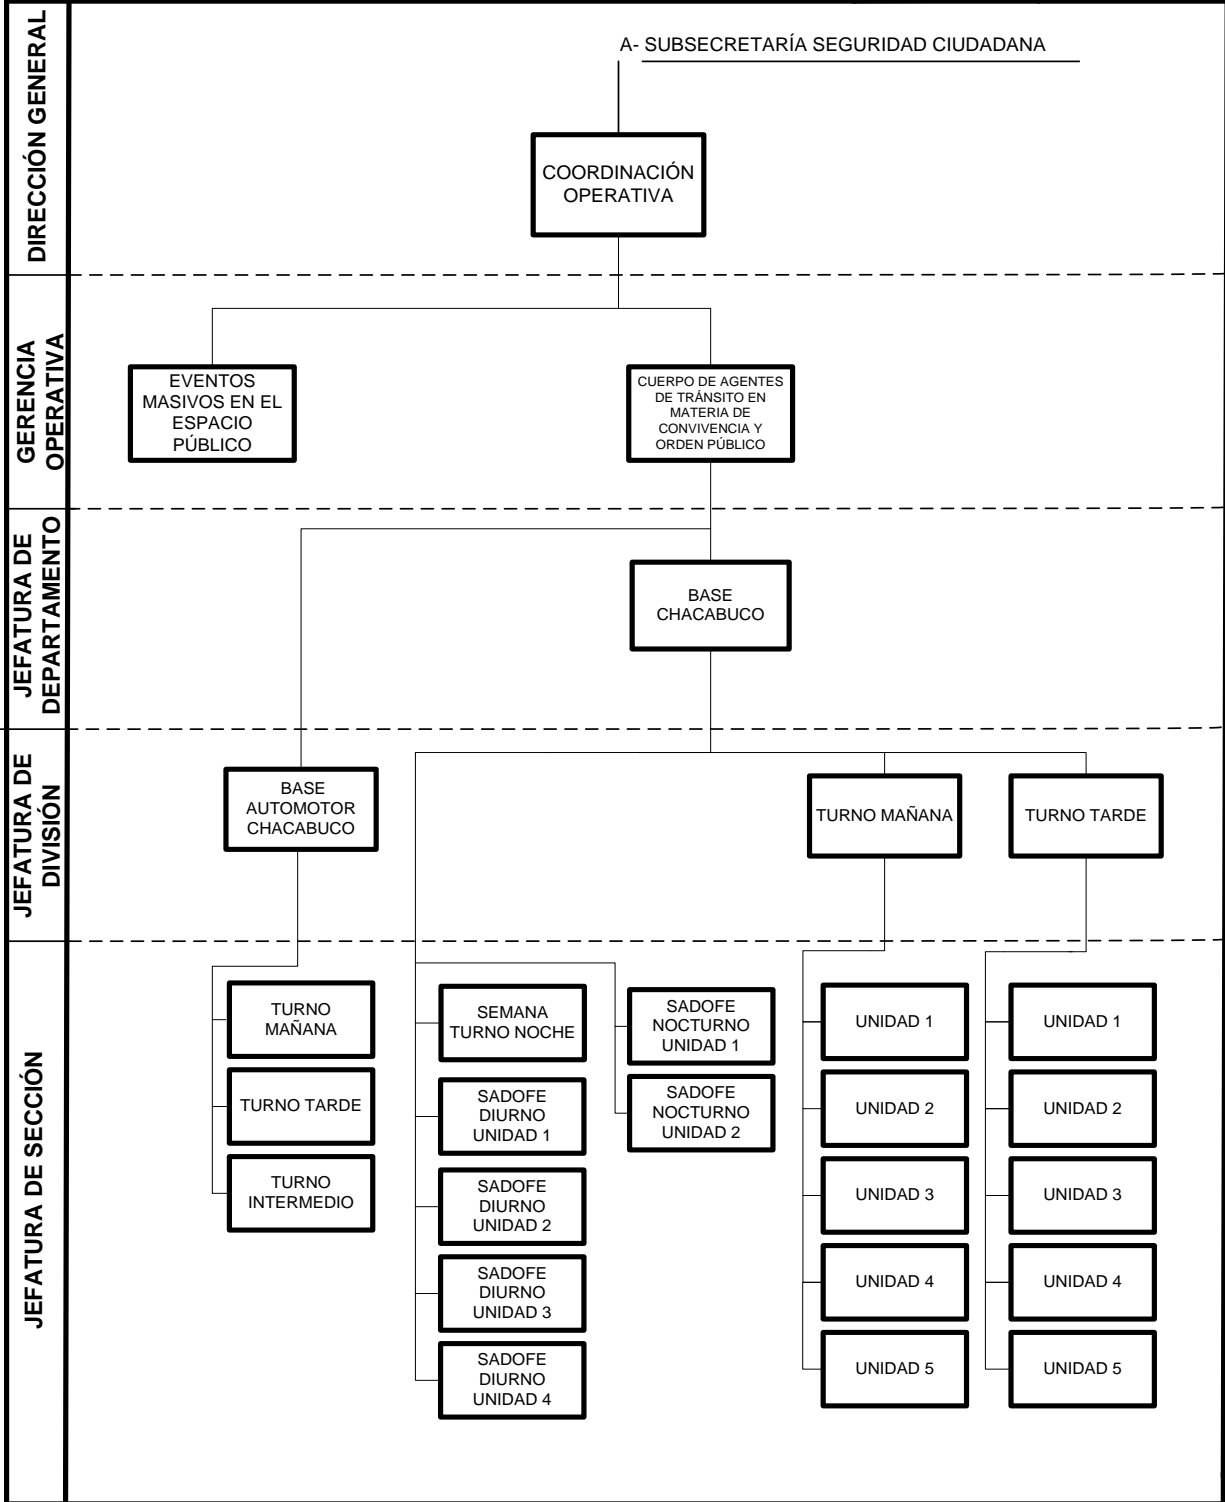 A- SUBSECRETARÍA SEGURIDAD CIUDADANA
DIRECCIÓN GENERAL
COORDINACIÓN
OPERATIVA
GERENCIA
OPERATIVA
EVENTOS
MASIVOS EN EL
ESPACIO
PÚBLICO
CUERPO DE AGENTES
DE TRÁNSITO EN
MATERIA DE
CONVIVENCIA Y
ORDEN PÚBLICO
JEFATURA DE
DEPARTAMENTO
BASE
CHACABUCO
JEFATURA DE
DIVISIÓN
BASE
AUTOMOTOR
CHACABUCO
TURNO MAÑANA
TURNO TARDE
JEFATURA DE SECCIÓN
TURNO
MAÑANA
TURNO TARDE
TURNO
INTERMEDIO
SEMANA
TURNO NOCHE
SADOFE
DIURNO
UNIDAD 1
SADOFE
DIURNO
UNIDAD 2
SADOFE
DIURNO
UNIDAD 3
SADOFE
DIURNO
UNIDAD 4
SADOFE
NOCTURNO
UNIDAD 1
SADOFE
NOCTURNO
UNIDAD 2
UNIDAD 1
UNIDAD 2
UNIDAD 3
UNIDAD 4
UNIDAD 5
UNIDAD 1
UNIDAD 2
UNIDAD 3
UNIDAD 4
UNIDAD 5